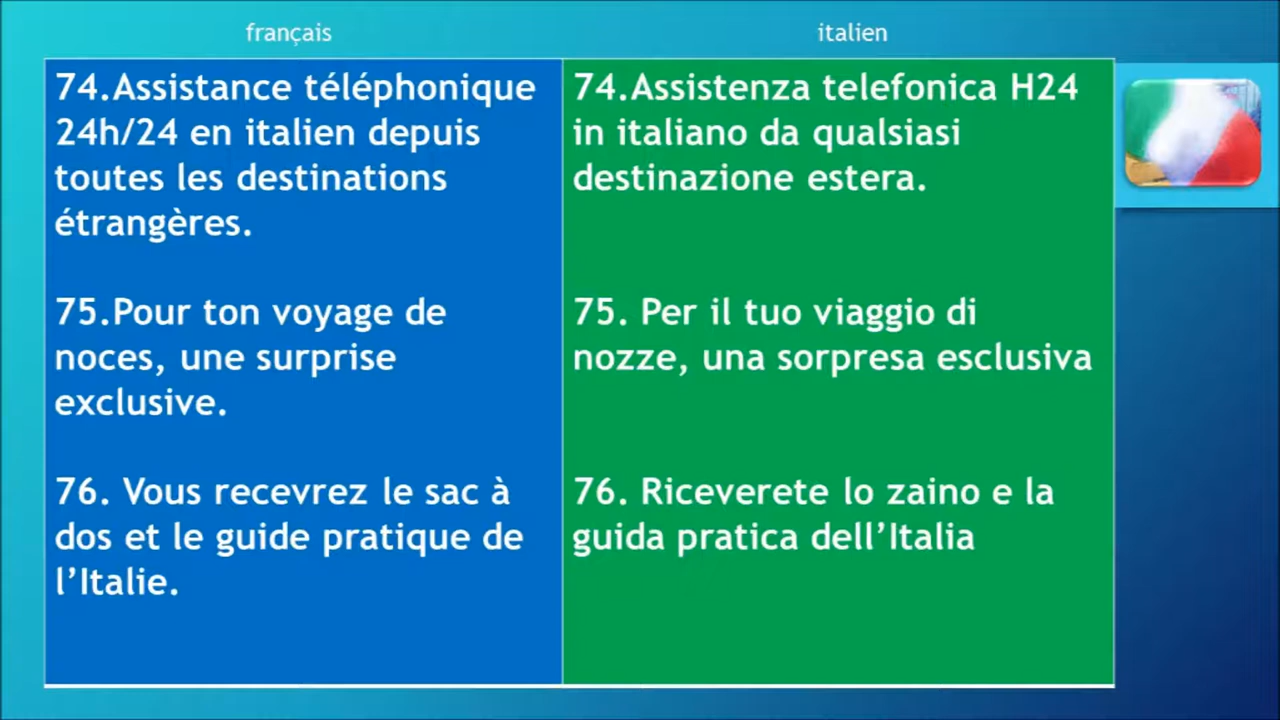 français
italien
74.Assistance téléphonique
24h/24 en italien depuis
toutes les destinations
étrangères.
75.Pour ton voyage de
noces, une surprise
exclusive.
76. Vous recevrez le sac à
dos et le guide pratique de
l’Italie.
74.Assistenza telefonica H24
in italiano da qualsiasi
destinazione estera.
75. Per il tuo viaggio di
nozze, una sorpresa esclusiva
76. Riceverete lo zaino e la
guida pratica dell’Italia